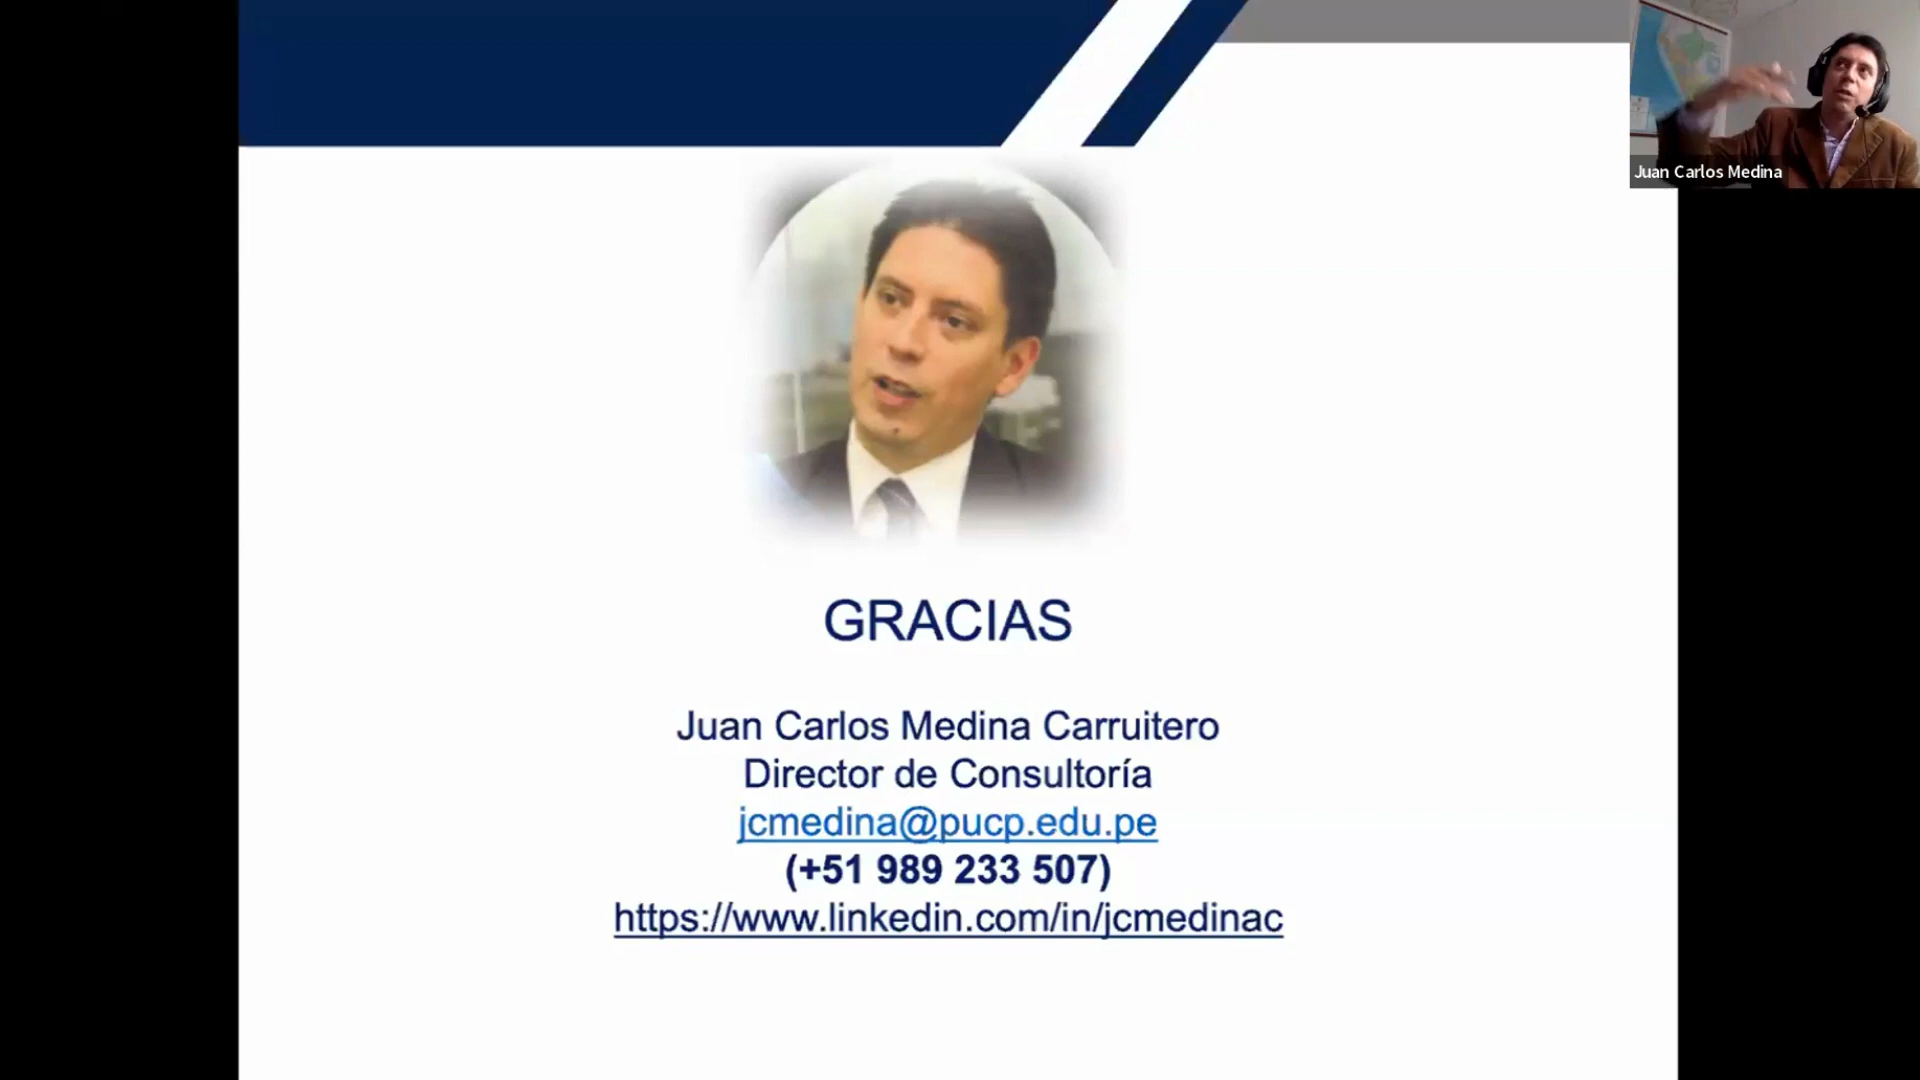 Juan Carlos Medina
GRACIAS
Juan Carlos Medina Carruitero
Director de Consultoría
jcmedina@pucp.edu.pe
(+51 989 233 507)
https://www.linkedin.com/in/jcmedinac